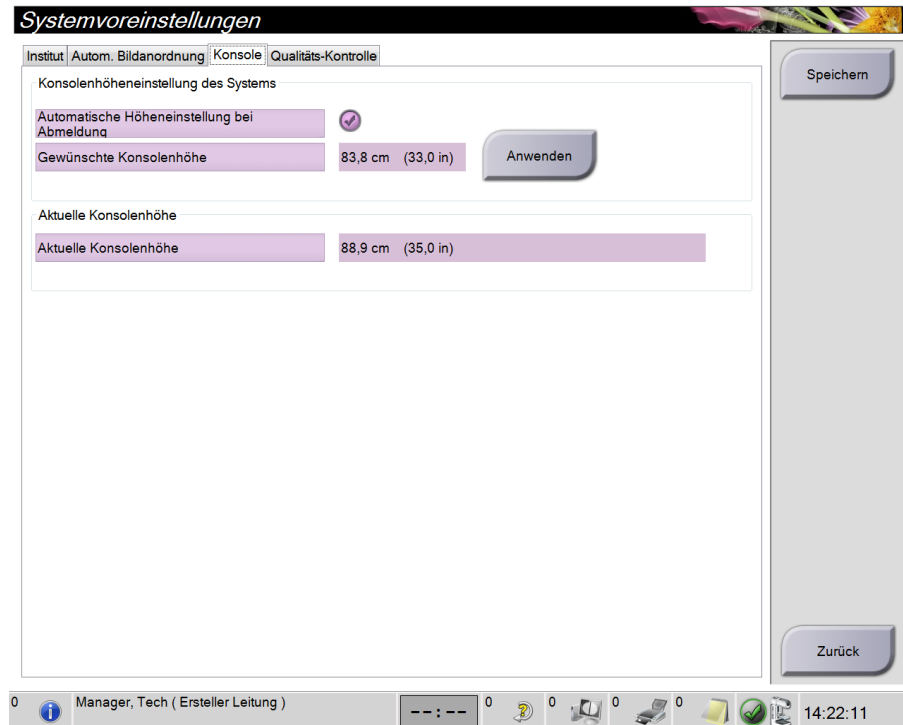 Systemvoreinstellungen
Institut Autom. Bildanordnung Konsole Qualitäts-Kontrolle
Speichern
Konsolenhöheneinstellung des Systems
Automatische Höheneinstellung bei
Abmeldung
Gewünschte Konsolenhöhe 83,8 cm (33,0 in) Anwenden
Aktuelle Konsolenhöhe
Aktuelle Konsolenhöhe 88,9 cm (35,0 in)
Zurück
0 Manager, Tech ( Ersteller Leitung ) --:-- 0 0 0 0 14:22:11